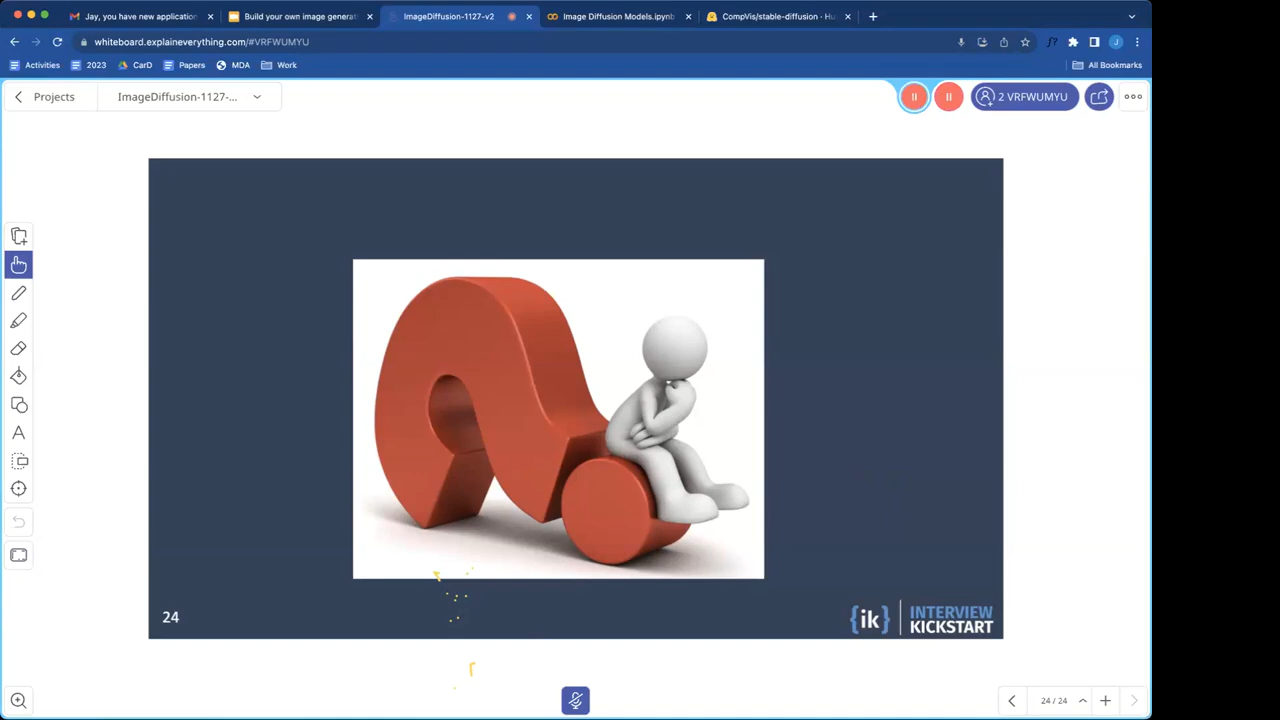 Jay, you have new application
Build your own image generat
ImageDiffusion-1127-v2
Image Diffusion Models.ipynb
CompVis/stable-diffusion · Hu
whiteboard.explaineverything.com/#VRFWUMYU
J
Activities
2023
CarD
Papers
MDA
Work
All Bookmarks
Projects
ImageDiffusion-1127-...
2 VRFWUMYU
A
24
{ik}
INTERVIEW
KICKSTART
24 / 24